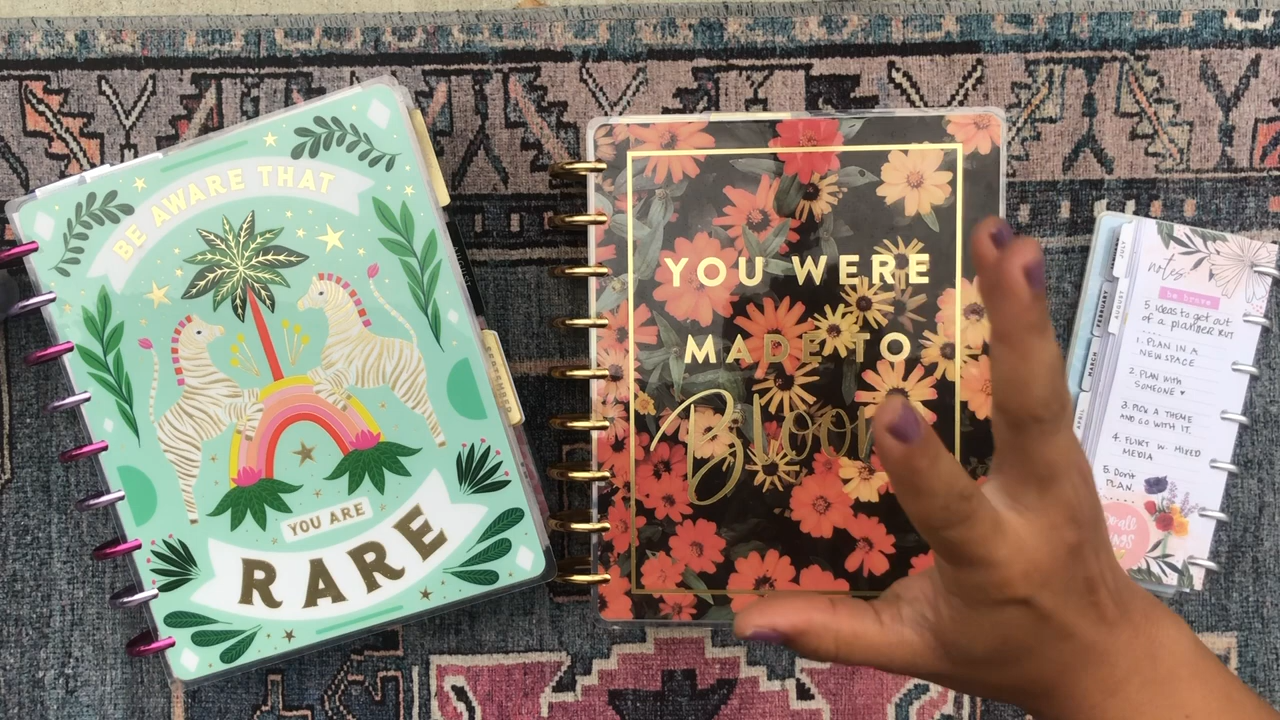 BE AWARE THAT
YOU ARE
RARE
SEPTEMBER
YOU WERE
MADE TO
Bloom
JULY
AUGUST
FEBRUARY
MARCH
APRIL
notes:
be brave
5 ideas to get out
of a planner rut
1. PLAN IN A
NEW SPACE
2. PLAN WITH
SOMEONE ♥
3. PICK A THEME
AND GO WITH IT.
4. FLIRT W. MIXED
MEDIA
5. Don't
PLAN.